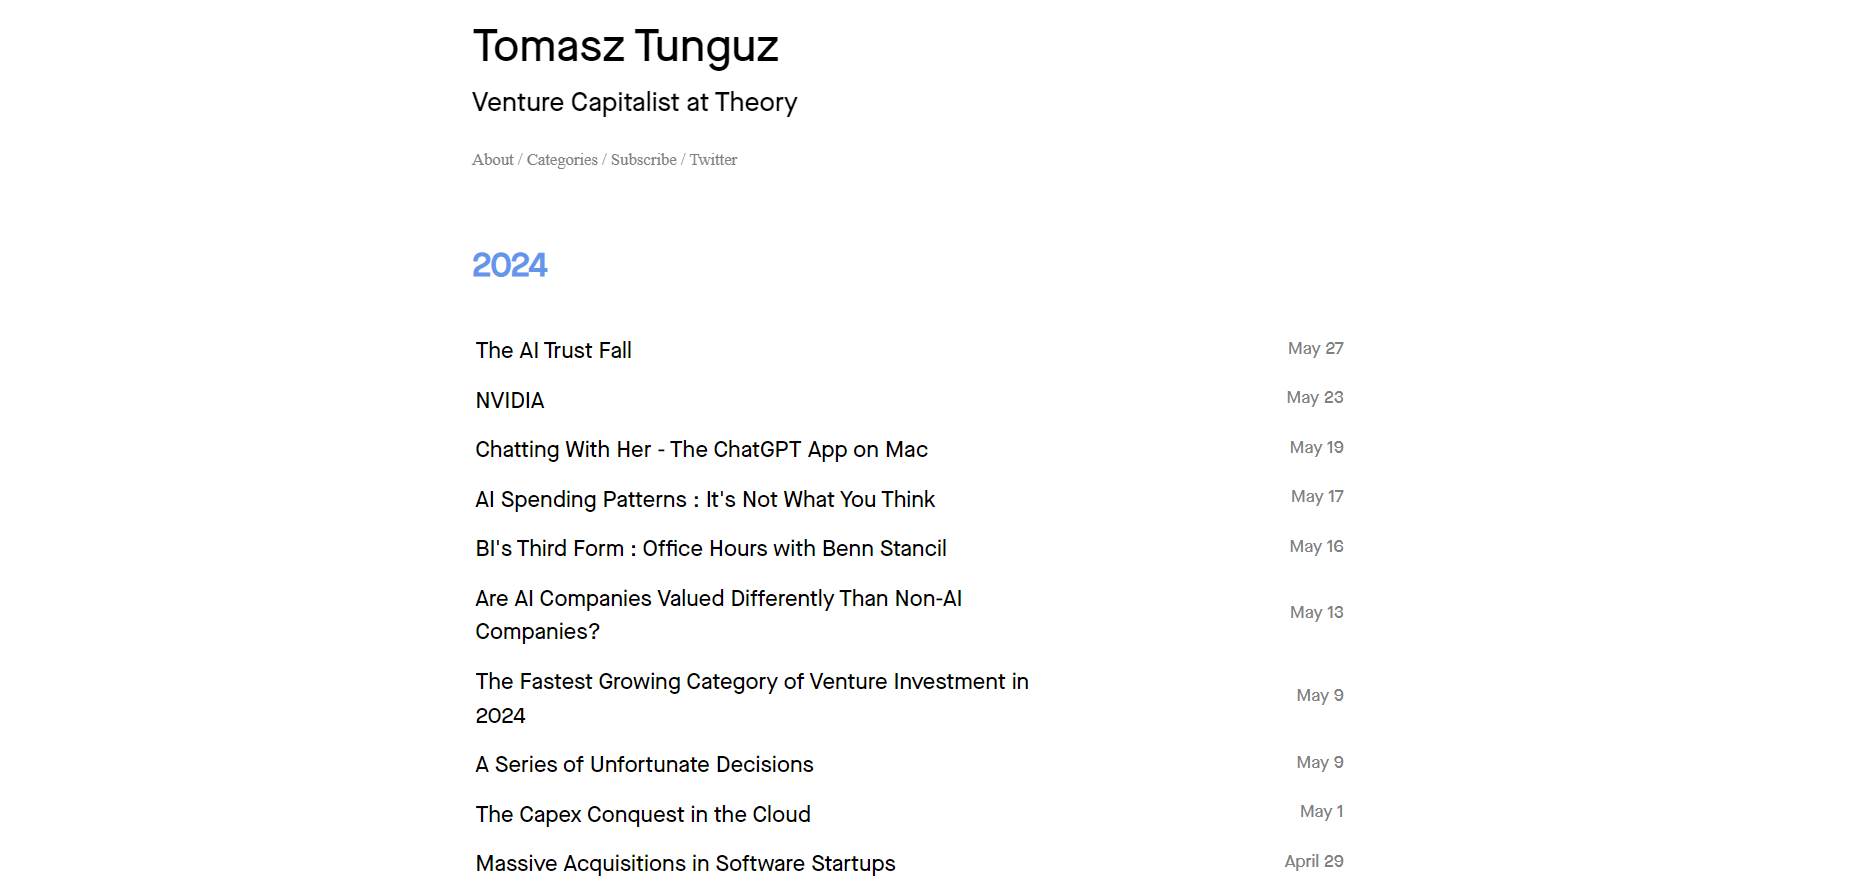 Tomasz Tunguz
Venture Capitalist at Theory
About / Categories / Subscribe / Twitter
2024
The AI Trust Fall May 27
NVIDIA May 23
Chatting With Her - The ChatGPT App on Mac May 19
AI Spending Patterns : It's Not What You Think May 17
BI's Third Form : Office Hours with Benn Stancil May 16
Are AI Companies Valued Differently Than Non-AI
Companies? May 13
The Fastest Growing Category of Venture Investment in
2024 May 9
A Series of Unfortunate Decisions May 9
The Capex Conquest in the Cloud May 1
Massive Acquisitions in Software Startups April 29